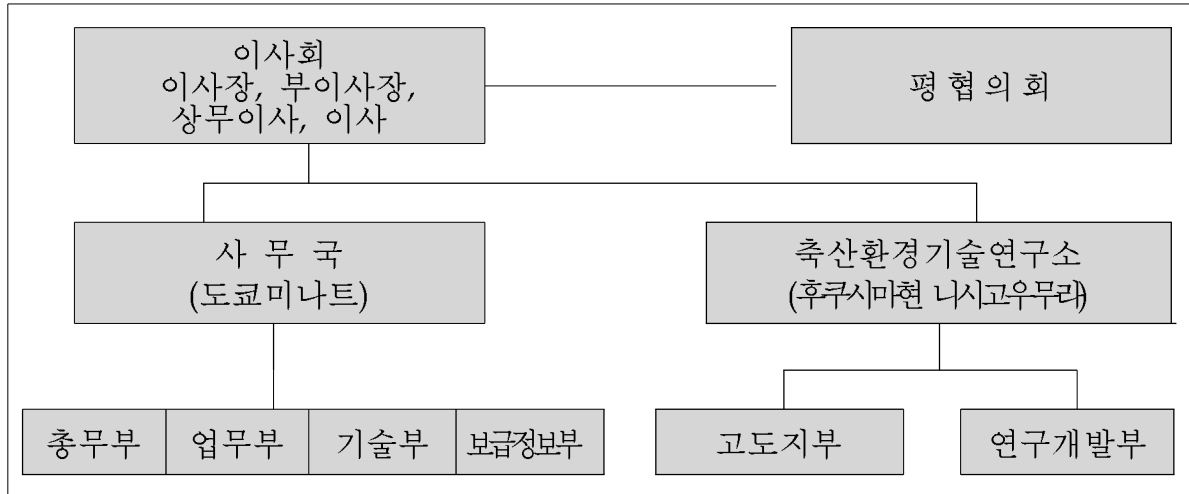 이사회
이사장, 부이사장,
상무이사, 이사
평 협 의 회
사 무 국
(도쿄미나트)
축산환경기술연구소
(후쿠시마현 니시고우무라)
총무부
업무부
기술부
보급정보부
고도지부
연구개발부